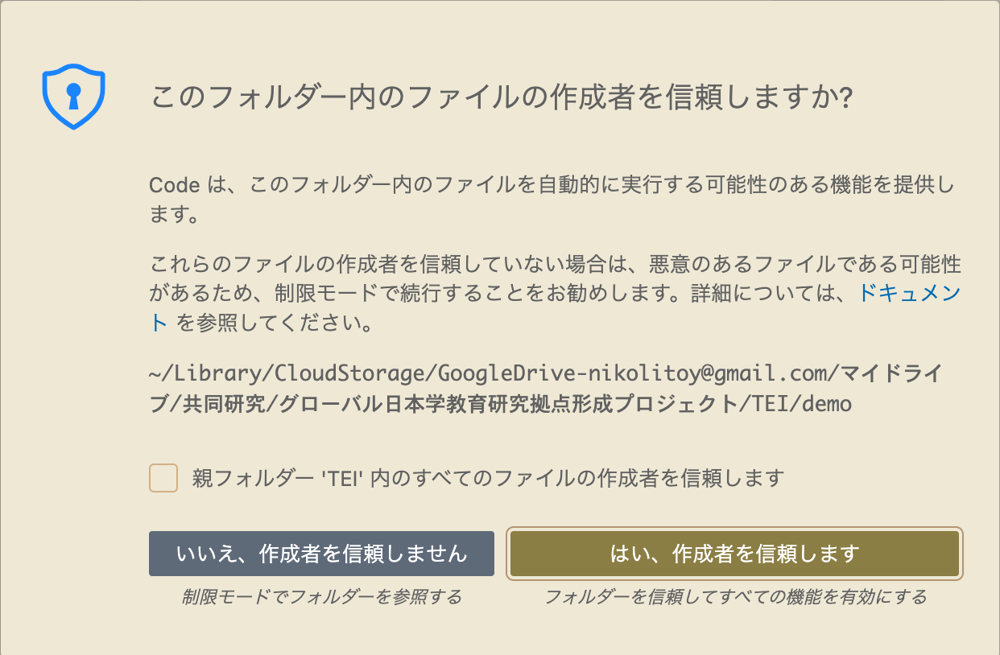 このフォルダー内のファイルの作成者を信頼しますか?
Code は、このフォルダー内のファイルを自動的に実行する可能性のある機能を提供し
ます。
これらのファイルの作成者を信頼していない場合は、悪意のあるファイルである可能性
があるため、制限モードで続行することをお勧めします。詳細については、ドキュメン
ト を参照してください。
~/Library/CloudStorage/GoogleDrive-nikolitoy@gmail.com/マイドライ
ブ/共同研究/グローバル日本学教育研究拠点形成プロジェクト/TEI/demo
親フォルダー 'TEI' 内のすべてのファイルの作成者を信頼します
いいえ、作成者を信頼しません
はい、作成者を信頼します
制限モードでフォルダーを参照する
フォルダーを信頼してすべての機能を有効にする